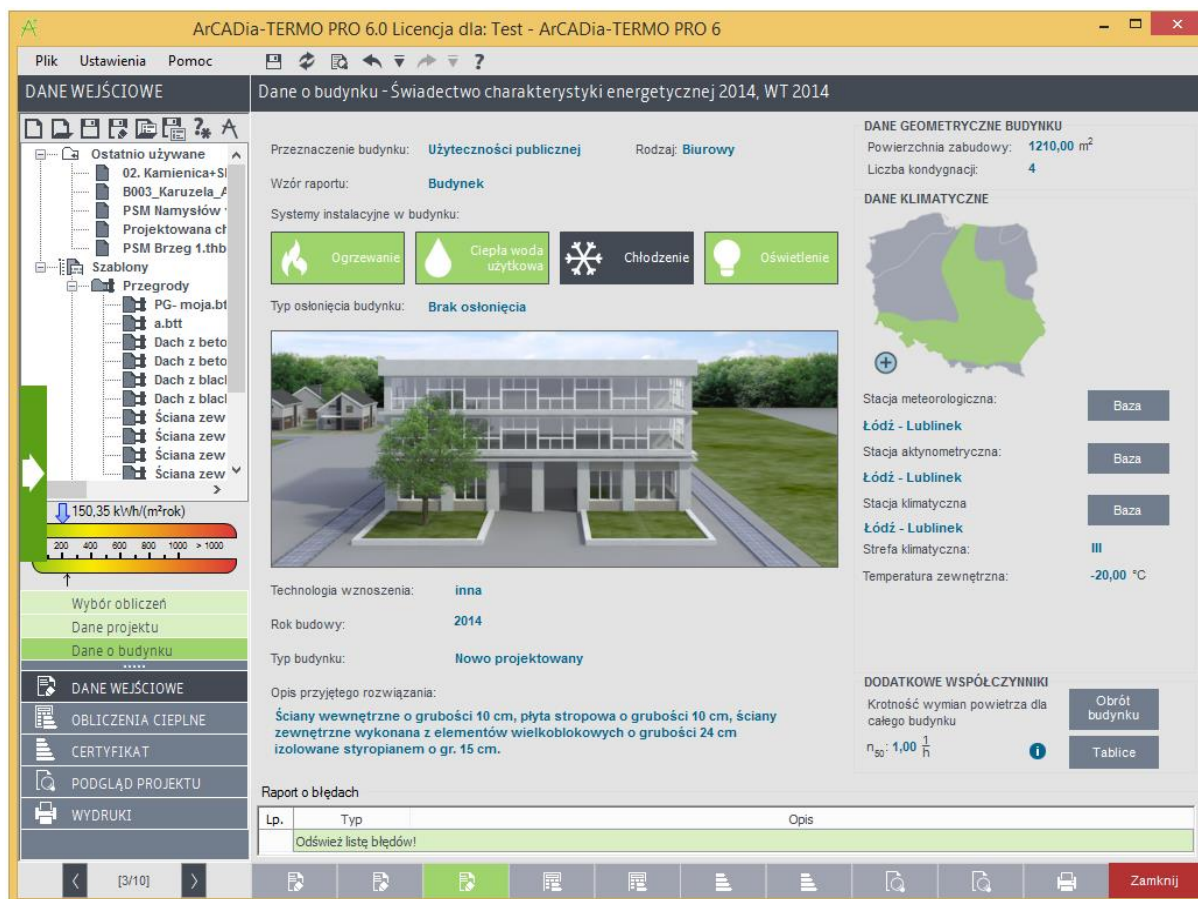 ArCADia-TERMO PRO 6.0 Licencja dla: Test - ArCADia-TERMO PRO 6
Plik Ustawienia Pomoc
DANE WEJŚCIOWE
Dane o budynku - Świadectwo charakterystyki energetycznej 2014, WT 2014
Ostatnio używane
02. Kamienica+
B003_Karuzela_
PSM Namysłów
Projektowana ch
PSM Brzeg 1.thb
Szablony
Przegrody
PG- moja.bt
a.btt
Dach z beto
Dach z beto
Dach z blac
Dach z blac
Ściana zew
Ściana zew
Ściana zew
Ściana zew
150,35 kWh/(m²rok)
200 400 600 800 1000 > 1000
Wybór obliczeń
Dane projektu
Dane o budynku
DANE WEJŚCIOWE
OBLICZENIA CIEPLNE
CERTYFIKAT
PODGLĄD PROJEKTU
WYDRUKI
[3/10]
Przeznaczenie budynku: Użyteczności publicznej Rodzaj: Biurowy
Wzór raportu: Budynek
Systemy instalacyjne w budynku:
Ogrzewanie
Ciepła woda
użytkowa
Chłodzenie
Oświetlenie
Typ osłonięcia budynku: Brak osłonięcia
Technologia wznoszenia: inna
Rok budowy: 2014
Typ budynku: Nowo projektowany
Opis przyjętego rozwiązania:
Ściany wewnętrzne o grubości 10 cm, płyta stropowa o grubości 10 cm, ściany
zewnętrzne wykonana z elementów wielkoblokowych o grubości 24 cm
izolowane styropianem o gr. 15 cm.
DANE GEOMETRYCZNE BUDYNKU
Powierzchnia zabudowy: 1210,00 m²
Liczba kondygnacji: 4
DANE KLIMATYCZNE
Stacja meteorologiczna:
Baza
Łódź - Lublinek
Stacja aktynometryczna:
Baza
Łódź - Lublinek
Stacja klimatyczna
Baza
Łódź - Lublinek
Strefa klimatyczna: III
Temperatura zewnętrzna: -20,00 °C
DODATKOWE WSPÓŁCZYNNIKI
Krotność wymian powietrza dla
całego budynku
n50: 1,00 1/h
Obrót
budynku
Tablice
Raport o błędach
Lp. Typ Opis
Odśwież listę błędów!
Zamknij